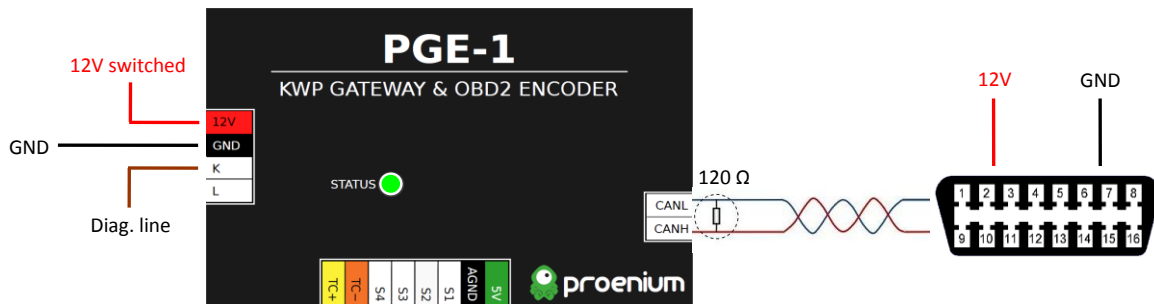 PGE-1
KWP GATEWAY & OBD2 ENCODER
12V switched
12V
GND
GND
K
L
Diag. line
STATUS
CANL
CANH
120 Ω
12V
GND
1 2 3 4 5 6 7 8
9 10 11 12 13 14 15 16
TC+
TC-
S4
S3
S2
S1
AGND
5V
proenium